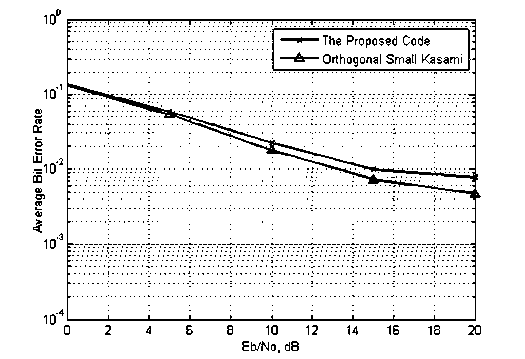 10^0
The Proposed Code
Orthogonal Small Kasami
10^-1
10^-2
10^-3
10^-4
Average Bit Error Rate
0 2 4 6 8 10 12 14 16 18 20
Eb/No, dB